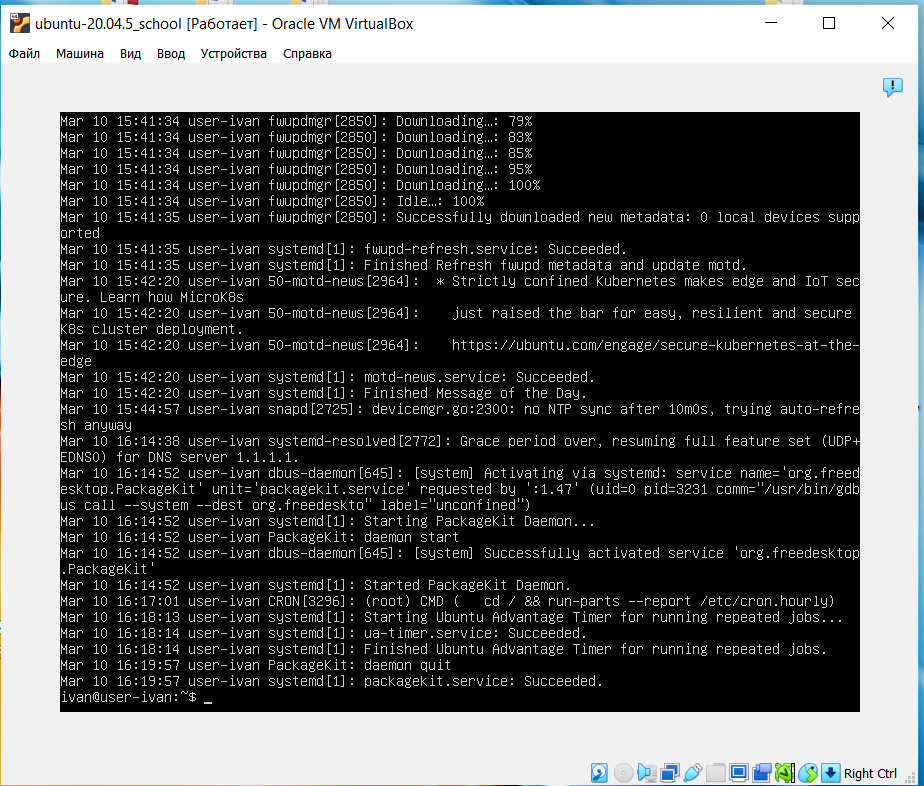 ubuntu-20.04.5_school [Работает] - Oracle VM VirtualBox
Файл Машина Вид Ввод Устройства Справка
Mar 10 15:41:34 user-ivan fwupdmgr[2850]: Downloading…: 79%
Mar 10 15:41:34 user-ivan fwupdmgr[2850]: Downloading…: 83%
Mar 10 15:41:34 user-ivan fwupdmgr[2850]: Downloading…: 85%
Mar 10 15:41:34 user-ivan fwupdmgr[2850]: Downloading…: 95%
Mar 10 15:41:34 user-ivan fwupdmgr[2850]: Downloading…: 100%
Mar 10 15:41:34 user-ivan fwupdmgr[2850]: Idle…: 100%
Mar 10 15:41:35 user-ivan fwupdmgr[2850]: Successfully downloaded new metadata: 0 local devices supp
orted
Mar 10 15:41:35 user-ivan systemd[1]: fwupd-refresh.service: Succeeded.
Mar 10 15:41:35 user-ivan systemd[1]: Finished Refresh fwupd metadata and update motd.
Mar 10 15:42:20 user-ivan 50-motd-news[2964]:  * Strictly confined Kubernetes makes edge and IoT sec
ure. Learn how MicroK8s
Mar 10 15:42:20 user-ivan 50-motd-news[2964]:    just raised the bar for easy, resilient and secure
K8s cluster deployment.
Mar 10 15:42:20 user-ivan 50-motd-news[2964]:    https://ubuntu.com/engage/secure-kubernetes-at-the-
edge
Mar 10 15:42:20 user-ivan systemd[1]: motd-news.service: Succeeded.
Mar 10 15:42:20 user-ivan systemd[1]: Finished Message of the Day.
Mar 10 15:44:57 user-ivan snapd[2725]: devicemgr.go:2300: no NTP sync after 10m0s, trying auto-refre
sh anyway
Mar 10 16:14:38 user-ivan systemd-resolved[2772]: Grace period over, resuming full feature set (UDP+
EDNS0) for DNS server 1.1.1.1.
Mar 10 16:14:52 user-ivan dbus-daemon[645]: [system] Activating via systemd: service name='org.freed
esktop.PackageKit' unit='packagekit.service' requested by ':1.47' (uid=0 pid=3231 comm="/usr/bin/gdb
us call --system --dest org.freedeskto" label="unconfined")
Mar 10 16:14:52 user-ivan systemd[1]: Starting PackageKit Daemon...
Mar 10 16:14:52 user-ivan PackageKit: daemon start
Mar 10 16:14:52 user-ivan dbus-daemon[645]: [system] Successfully activated service 'org.freedesktop
.PackageKit'
Mar 10 16:14:52 user-ivan systemd[1]: Started PackageKit Daemon.
Mar 10 16:17:01 user-ivan CRON[3296]: (root) CMD (   cd / && run-parts --report /etc/cron.hourly)
Mar 10 16:18:13 user-ivan systemd[1]: Starting Ubuntu Advantage Timer for running repeated jobs...
Mar 10 16:18:14 user-ivan systemd[1]: ua-timer.service: Succeeded.
Mar 10 16:18:14 user-ivan systemd[1]: Finished Ubuntu Advantage Timer for running repeated jobs.
Mar 10 16:19:57 user-ivan PackageKit: daemon quit
Mar 10 16:19:57 user-ivan systemd[1]: packagekit.service: Succeeded.
ivan@user-ivan:~$ _
Right Ctrl